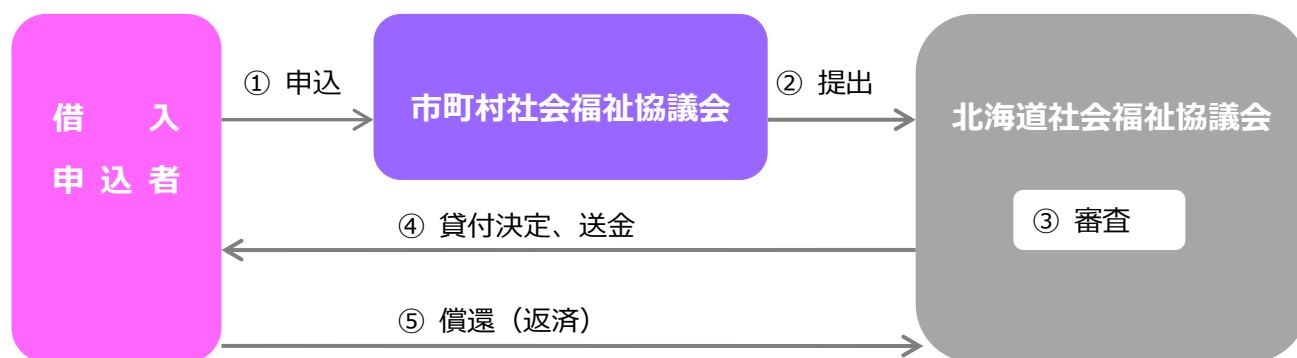 借　入
申 込 者
① 申込
市町村社会福祉協議会
② 提出
北海道社会福祉協議会
③ 審査
④ 貸付決定、送金
⑤ 償還（返済）